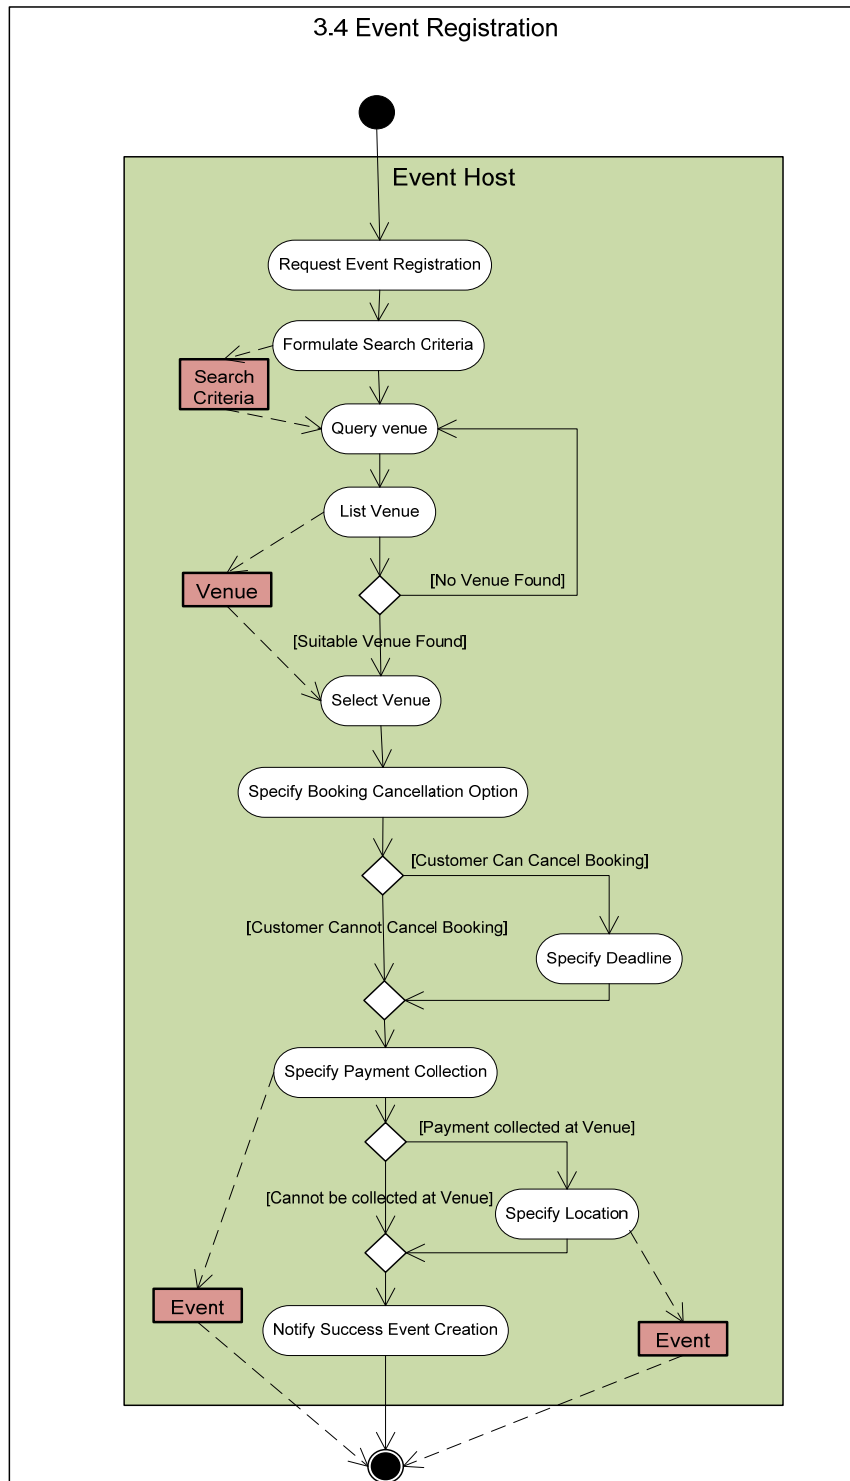 3.4 Event Registration
Event Host
Request Event Registration
Formulate Search Criteria
Search
Criteria
Query venue
List Venue
[No Venue Found]
Venue
[Suitable Venue Found]
Select Venue
Specify Booking Cancellation Option
[Customer Can Cancel Booking]
[Customer Cannot Cancel Booking]
Specify Deadline
Specify Payment Collection
[Payment collected at Venue]
[Cannot be collected at Venue]
Specify Location
Event
Notify Success Event Creation
Event